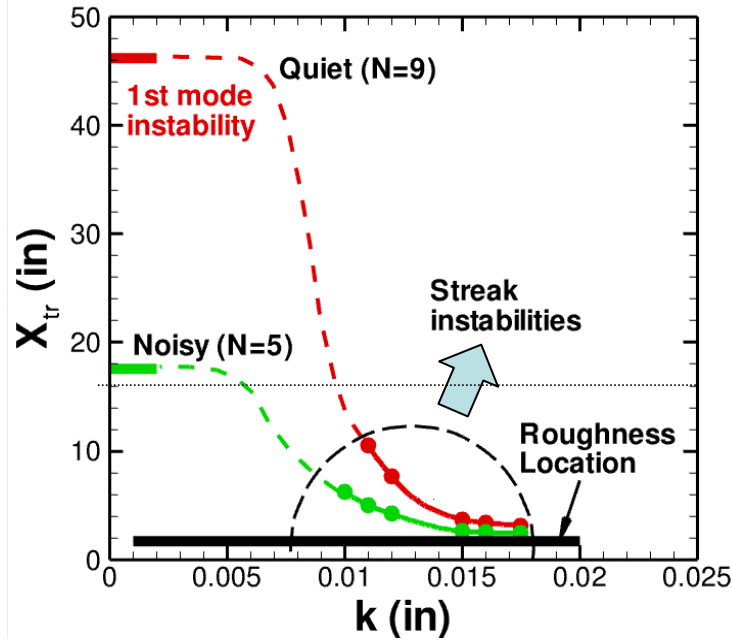 50
Quiet (N=9)
1st mode
instability
40
30
Streak
instabilities
X_tr (in)
20
Noisy (N=5)
Roughness
Location
10
0
0
0.005
0.01
0.015
0.02
0.025
k (in)